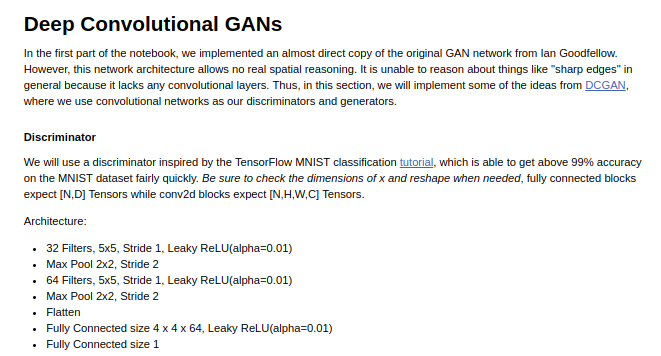 Deep Convolutional GANs
In the first part of the notebook, we implemented an almost direct copy of the original GAN network from Ian Goodfellow.
However, this network architecture allows no real spatial reasoning. It is unable to reason about things like "sharp edges" in
general because it lacks any convolutional layers. Thus, in this section, we will implement some of the ideas from DCGAN,
where we use convolutional networks as our discriminators and generators.
Discriminator
We will use a discriminator inspired by the TensorFlow MNIST classification tutorial, which is able to get above 99% accuracy
on the MNIST dataset fairly quickly. Be sure to check the dimensions of x and reshape when needed, fully connected blocks
expect [N,D] Tensors while conv2d blocks expect [N,H,W,C] Tensors.
Architecture:
• 32 Filters, 5x5, Stride 1, Leaky ReLU(alpha=0.01)
• Max Pool 2x2, Stride 2
• 64 Filters, 5x5, Stride 1, Leaky ReLU(alpha=0.01)
• Max Pool 2x2, Stride 2
• Flatten
• Fully Connected size 4 x 4 x 64, Leaky ReLU(alpha=0.01)
• Fully Connected size 1